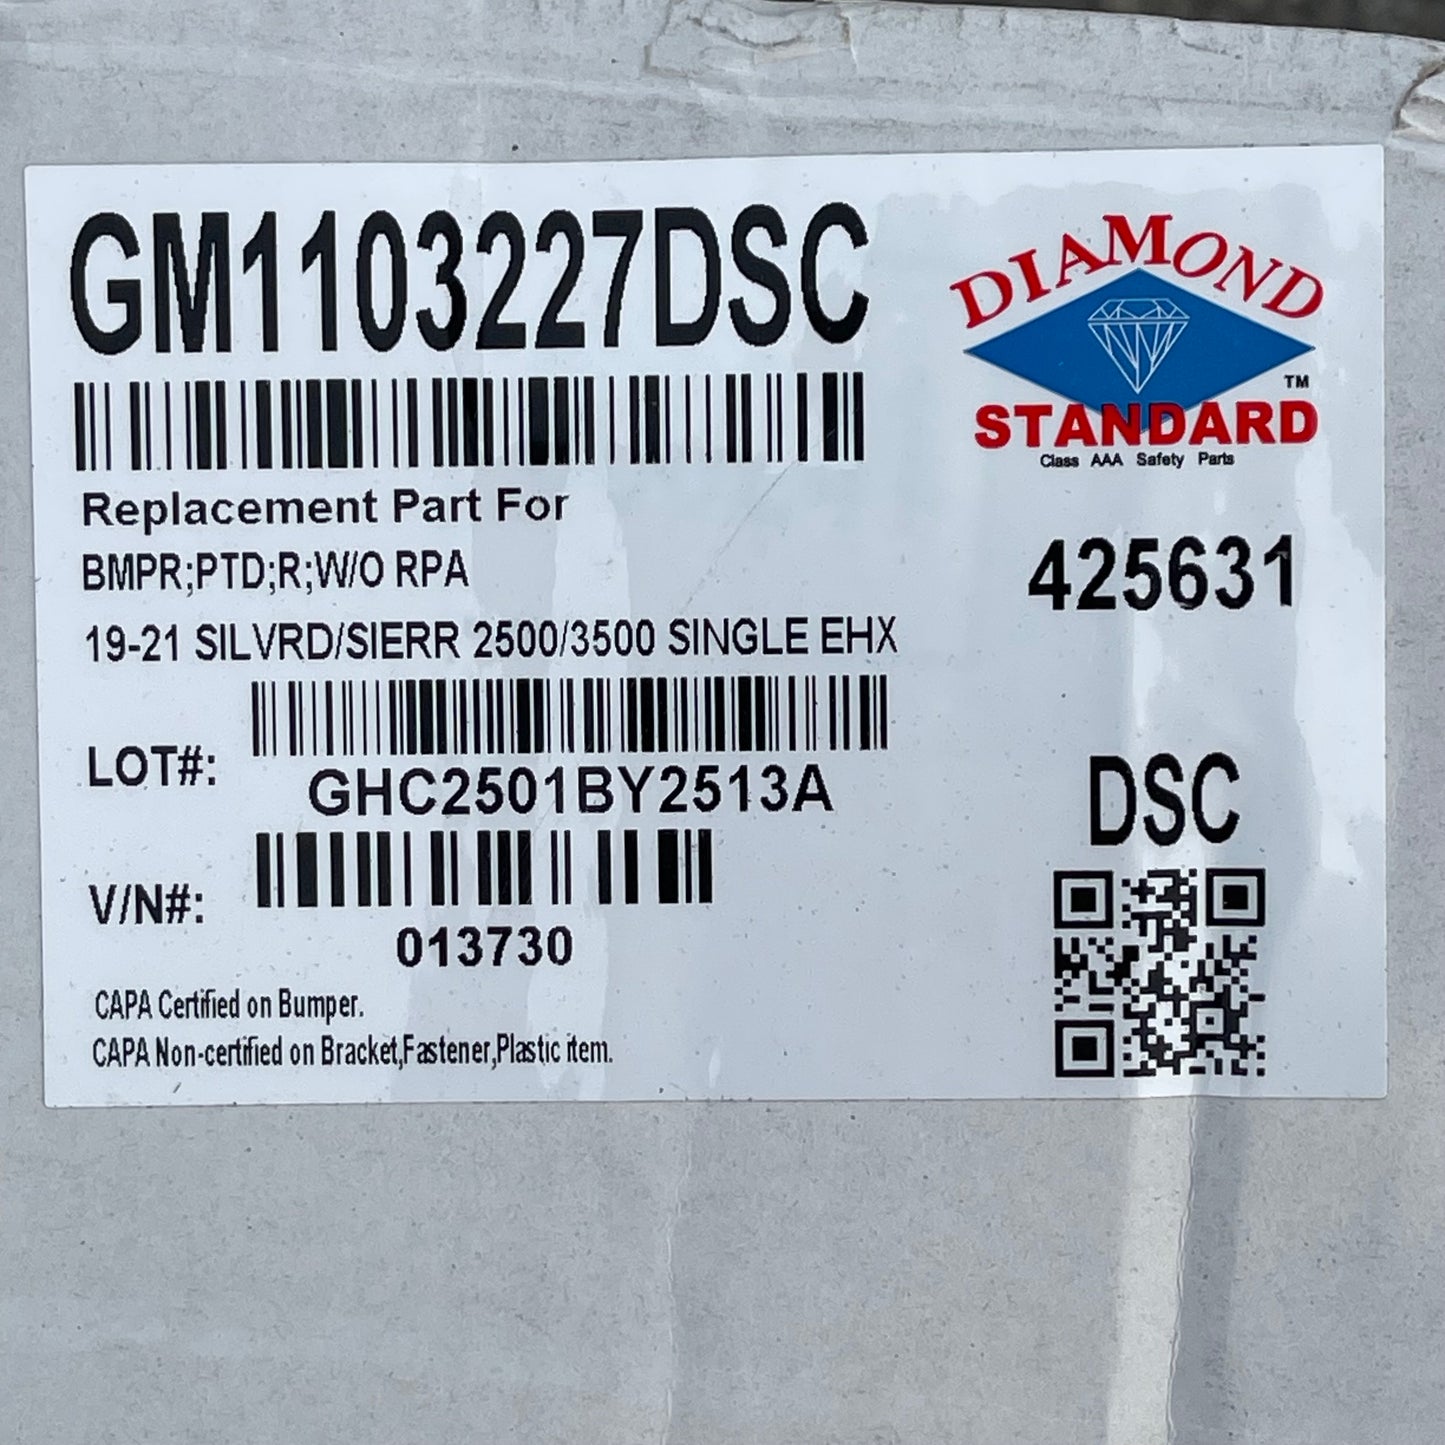 GM1103227DSC
DIAMOND
STANDARD
TM
Class AAA Safety Parts
Replacement Part For
BMPR;PTD;R;W/O RPA
19-21 SILVRD/SIERR 2500/3500 SINGLE EHX
425631
LOT#:
GHC2501BY2513A
V/N#:
013730
DSC
CAPA Certified on Bumper.
CAPA Non-certified on Bracket,Fastener,Plastic item.